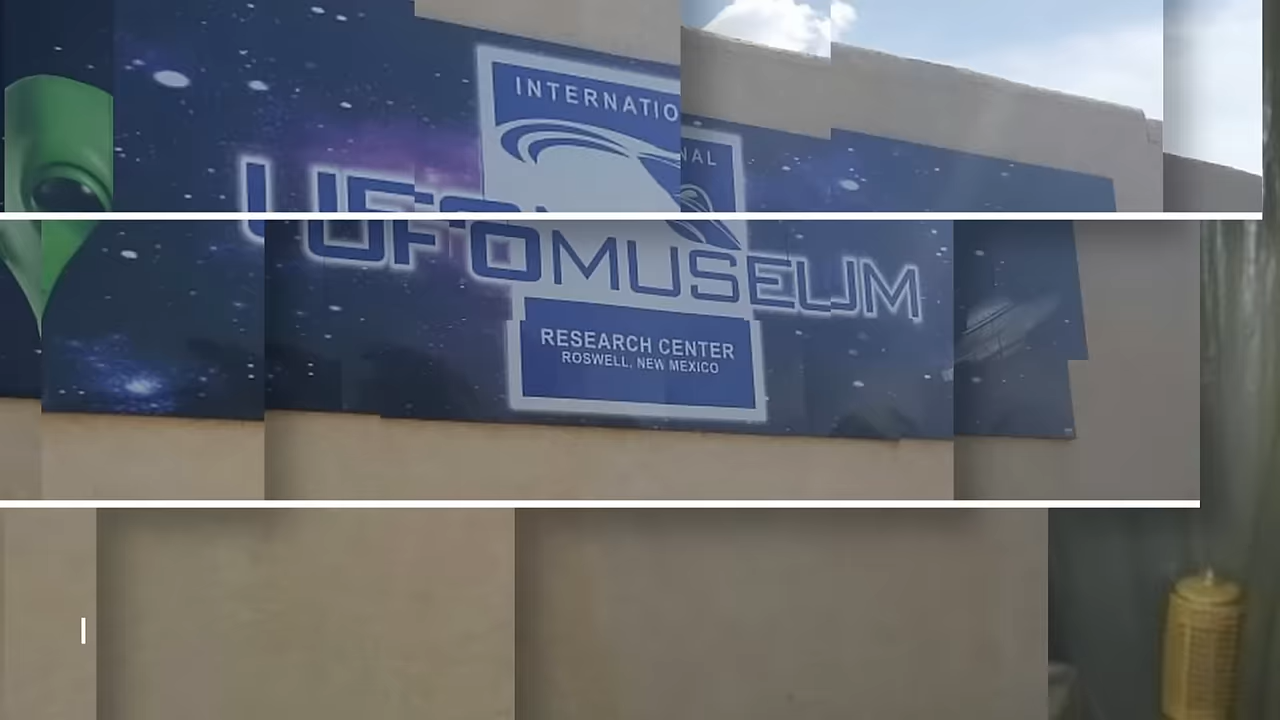 INTERNATIONAL
UFO MUSEUM
RESEARCH CENTER
ROSWELL, NEW MEXICO